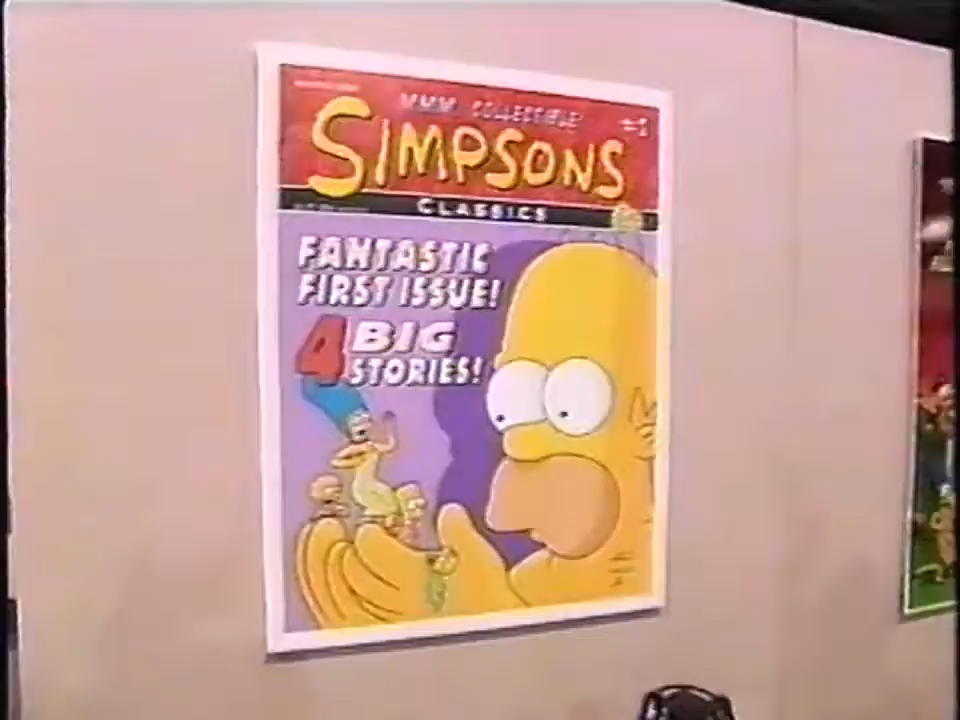 MMM COLLECTIBLE!
#1
SIMPSONS
CLASSICS
FANTASTIC
FIRST ISSUE!
4 BIG
STORIES!